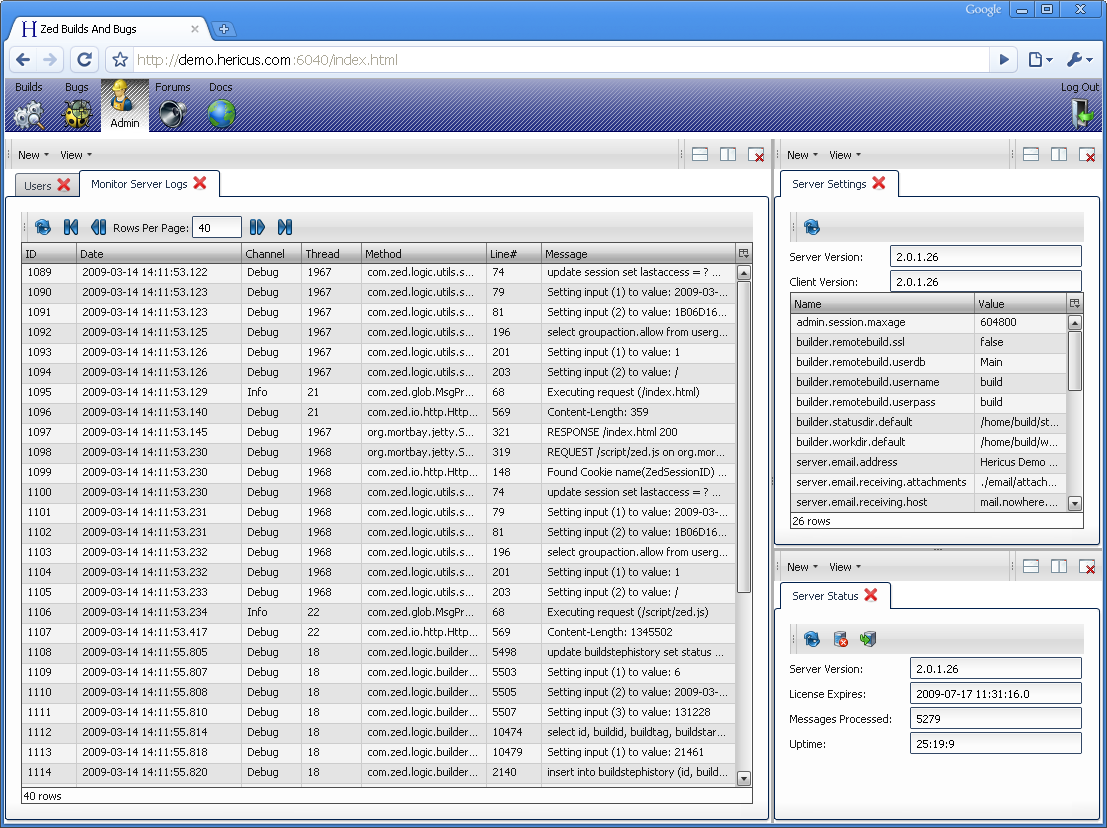 Google
Zed Builds And Bugs
http://demo.hericus.com:6040/index.html
Builds Bugs Admin Forums Docs Log Out
New View
Users Monitor Server Logs
Rows Per Page: 40
ID Date Channel Thread Method Line# Message
1089 2009-03-14 14:11:53.122 Debug 1967 com.zed.logic.utils.s... 74 update session set lastaccess = ? ...
1090 2009-03-14 14:11:53.123 Debug 1967 com.zed.logic.utils.s... 79 Setting input (1) to value: 2009-03-...
1091 2009-03-14 14:11:53.123 Debug 1967 com.zed.logic.utils.s... 81 Setting input (2) to value: 1B06D16...
1092 2009-03-14 14:11:53.125 Debug 1967 com.zed.logic.utils.s... 196 select groupaction.allow from userg...
1093 2009-03-14 14:11:53.126 Debug 1967 com.zed.logic.utils.s... 201 Setting input (1) to value: 1
1094 2009-03-14 14:11:53.126 Debug 1967 com.zed.logic.utils.s... 203 Setting input (2) to value: /
1095 2009-03-14 14:11:53.129 Info 21 com.zed.glob.MsgPr... 68 Executing request (/index.html)
1096 2009-03-14 14:11:53.140 Debug 21 com.zed.io.http.Http... 569 Content-Length: 359
1097 2009-03-14 14:11:53.145 Debug 1967 org.mortbay.jetty.S... 321 RESPONSE /index.html 200
1098 2009-03-14 14:11:53.230 Debug 1968 org.mortbay.jetty.S... 319 REQUEST /script/zed.js on org.mor...
1099 2009-03-14 14:11:53.230 Debug 1968 com.zed.io.http.Http... 148 Found Cookie name(ZedSessionID) ...
1100 2009-03-14 14:11:53.230 Debug 1968 com.zed.logic.utils.s... 74 update session set lastaccess = ? ...
1101 2009-03-14 14:11:53.231 Debug 1968 com.zed.logic.utils.s... 79 Setting input (1) to value: 2009-03-...
1102 2009-03-14 14:11:53.231 Debug 1968 com.zed.logic.utils.s... 81 Setting input (2) to value: 1B06D16...
1103 2009-03-14 14:11:53.232 Debug 1968 com.zed.logic.utils.s... 196 select groupaction.allow from userg...
1104 2009-03-14 14:11:53.232 Debug 1968 com.zed.logic.utils.s... 201 Setting input (1) to value: 1
1105 2009-03-14 14:11:53.233 Debug 1968 com.zed.logic.utils.s... 203 Setting input (2) to value: /
1106 2009-03-14 14:11:53.234 Info 22 com.zed.glob.MsgPr... 68 Executing request (/script/zed.js)
1107 2009-03-14 14:11:53.417 Debug 22 com.zed.io.http.Http... 569 Content-Length: 1345502
1108 2009-03-14 14:11:55.805 Debug 18 com.zed.logic.builder... 5498 update buildstephistory set status ...
1109 2009-03-14 14:11:55.807 Debug 18 com.zed.logic.builder... 5503 Setting input (1) to value: 6
1110 2009-03-14 14:11:55.808 Debug 18 com.zed.logic.builder... 5505 Setting input (2) to value: 2009-03-...
1111 2009-03-14 14:11:55.810 Debug 18 com.zed.logic.builder... 5507 Setting input (3) to value: 131228
1112 2009-03-14 14:11:55.814 Debug 18 com.zed.logic.builder... 10474 select id, buildid, buildtag, buildstar...
1113 2009-03-14 14:11:55.818 Debug 18 com.zed.logic.builder... 10479 Setting input (1) to value: 21461
1114 2009-03-14 14:11:55.820 Debug 18 com.zed.logic.builder... 2140 insert into buildstephistory (id, build...
40 rows
New View
Server Settings
Server Version: 2.0.1.26
Client Version: 2.0.1.26
Name Value
admin.session.maxage 604800
builder.remotebuild.ssl false
builder.remotebuild.userdb Main
builder.remotebuild.username build
builder.remotebuild.userpass build
builder.statusdir.default /home/build/st...
builder.workdir.default /home/build/w...
server.email.address Hericus Demo ...
server.email.receiving.attachments ./email/attach...
server.email.receiving.host mail.nowhere....
26 rows
New View
Server Status
Server Version: 2.0.1.26
License Expires: 2009-07-17 11:31:16.0
Messages Processed: 5279
Uptime: 25:19:9